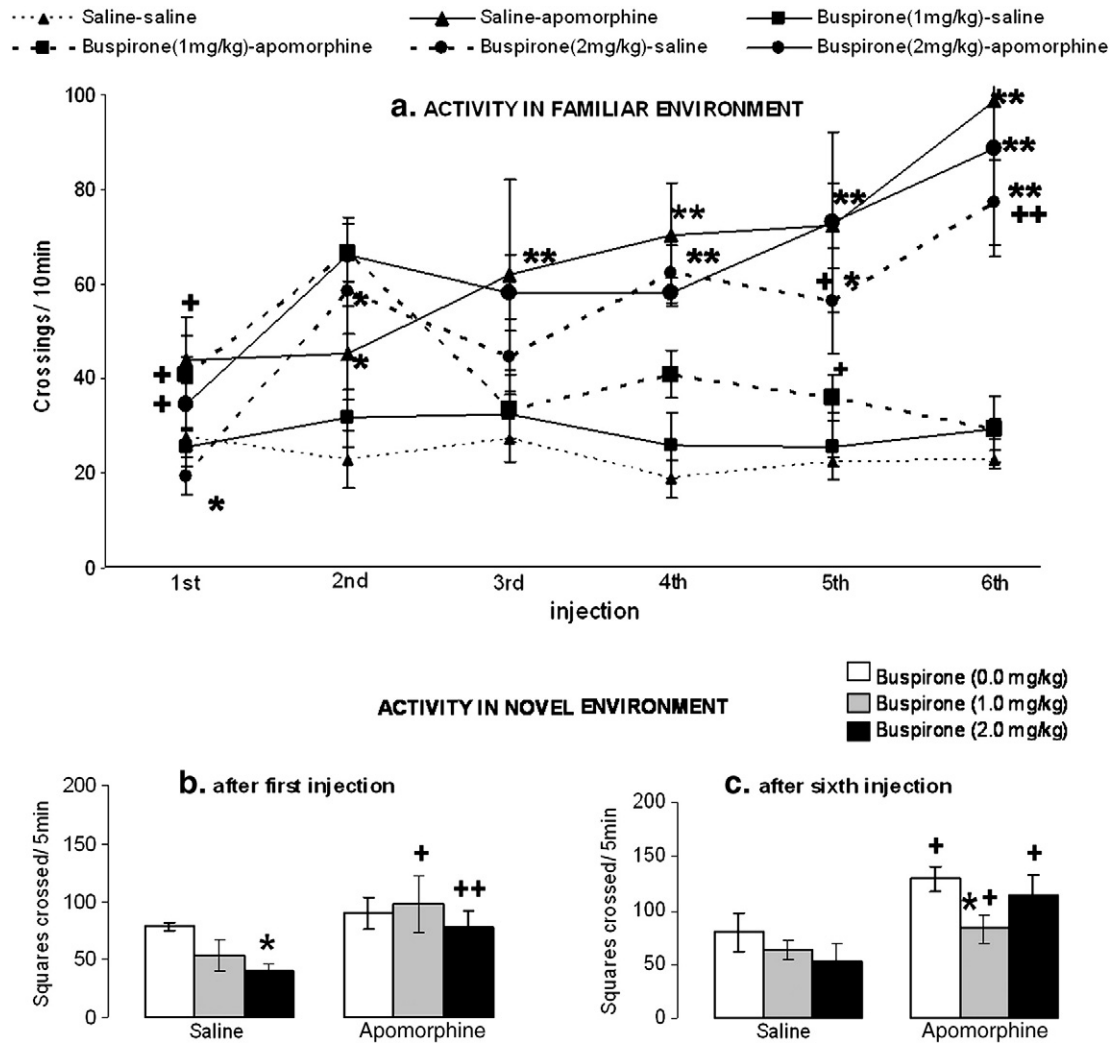 Saline-saline Saline-apomorphine Buspirone(1mg/kg)-saline
Buspirone(1mg/kg)-apomorphine Buspirone(2mg/kg)-saline Buspirone(2mg/kg)-apomorphine
a. ACTIVITY IN FAMILIAR ENVIRONMENT
Crossings/ 10min
100
80
60
40
20
0
**
**
**
++
**
**
**
**
+ *
+
*
*
+
+
+
*
1st 2nd 3rd 4th 5th 6th
injection
ACTIVITY IN NOVEL ENVIRONMENT
Buspirone (0.0 mg/kg)
Buspirone (1.0 mg/kg)
Buspirone (2.0 mg/kg)
b. after first injection
Squares crossed/ 5min
200
150
100
50
0
*
+
++
Saline Apomorphine
c. after sixth injection
Squares crossed/ 5min
200
150
100
50
0
+
*+
+
Saline Apomorphine